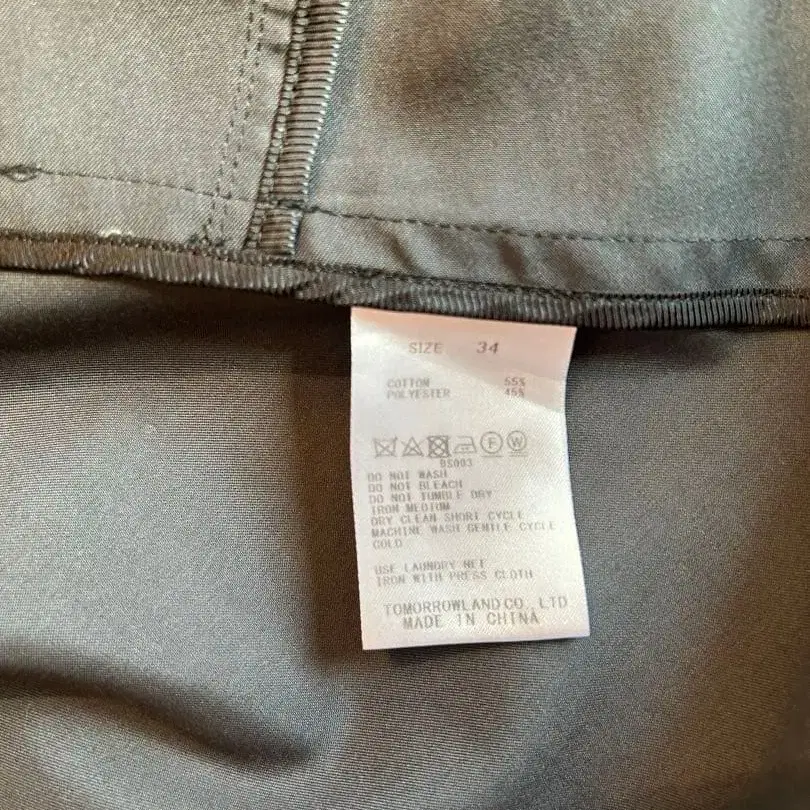 SIZE 34
COTTON 55%
POLYESTER 45%
F W
BS003
DO NOT WASH
DO NOT BLEACH
DO NOT TUMBLE DRY
IRON MEDIUM
DRY CLEAN SHORT CYCLE
MACHINE WASH GENTLE CYCLE
COLD
USE LAUNDRY NET
IRON WITH PRESS CLOTH
TOMORROWLAND CO., LTD
MADE IN CHINA